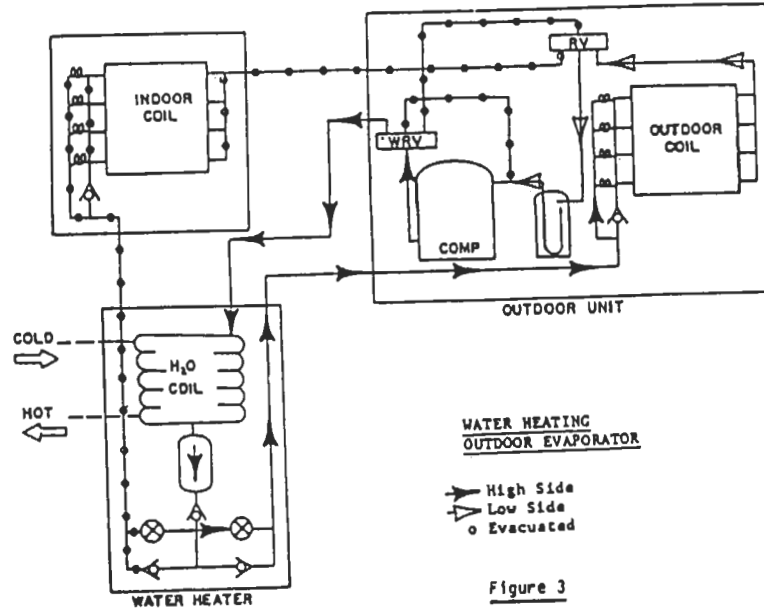 INDOOR
COIL
RV
WRV
COMP
OUTDOOR
COIL
OUTDOOR UNIT
COLD
HOT
H₂O
COIL
WATER HEATER
WATER HEATING
OUTDOOR EVAPORATOR
High Side
Low Side
Evacuated
Figure 3